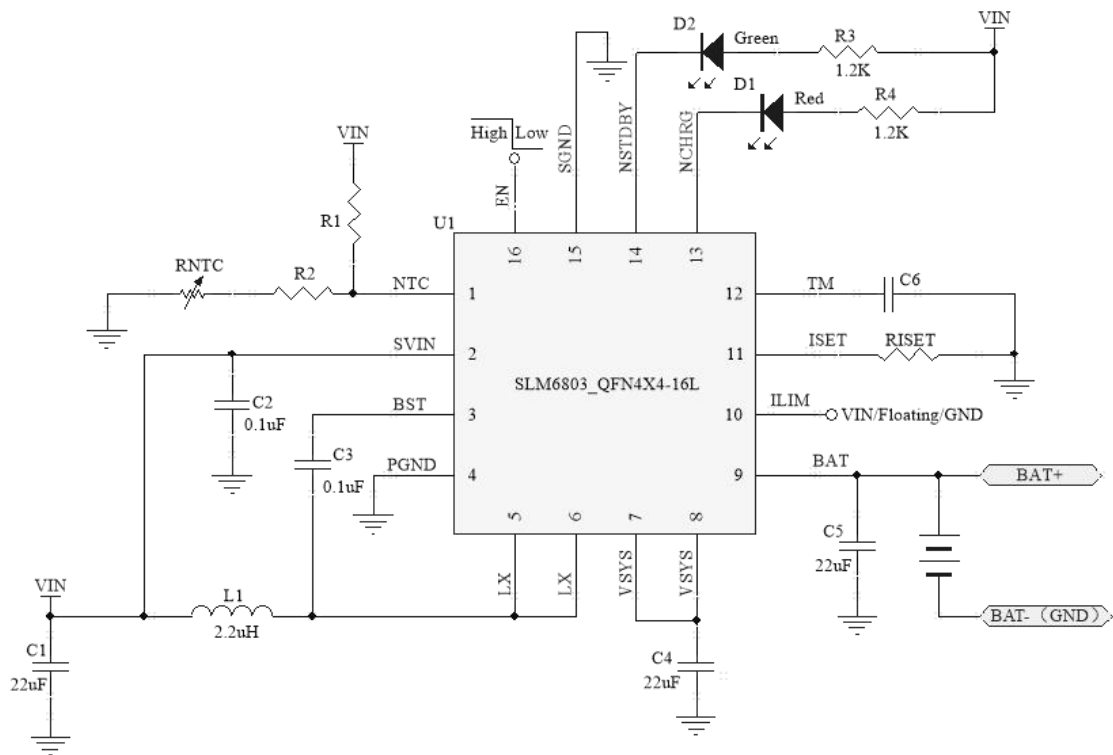 D2
Green
R3
1.2K
VIN
D1
Red
R4
1.2K
High
Low
EN
SGND
NSTDBY
NCHRG
VIN
R1
U1
16
15
14
13
RNTC
R2
NTC
1
12
TM
C6
SVIN
2
11
ISET
RISET
SLM6803_QFN4X4-16L
C2
0.1uF
BST
3
10
ILIM
VIN/Floating/GND
C3
0.1uF
PGND
4
9
BAT
BAT+
5
6
7
8
C5
22uF
LX
LX
VSYS
VSYS
VIN
L1
2.2uH
BAT-（GND）
C1
22uF
C4
22uF